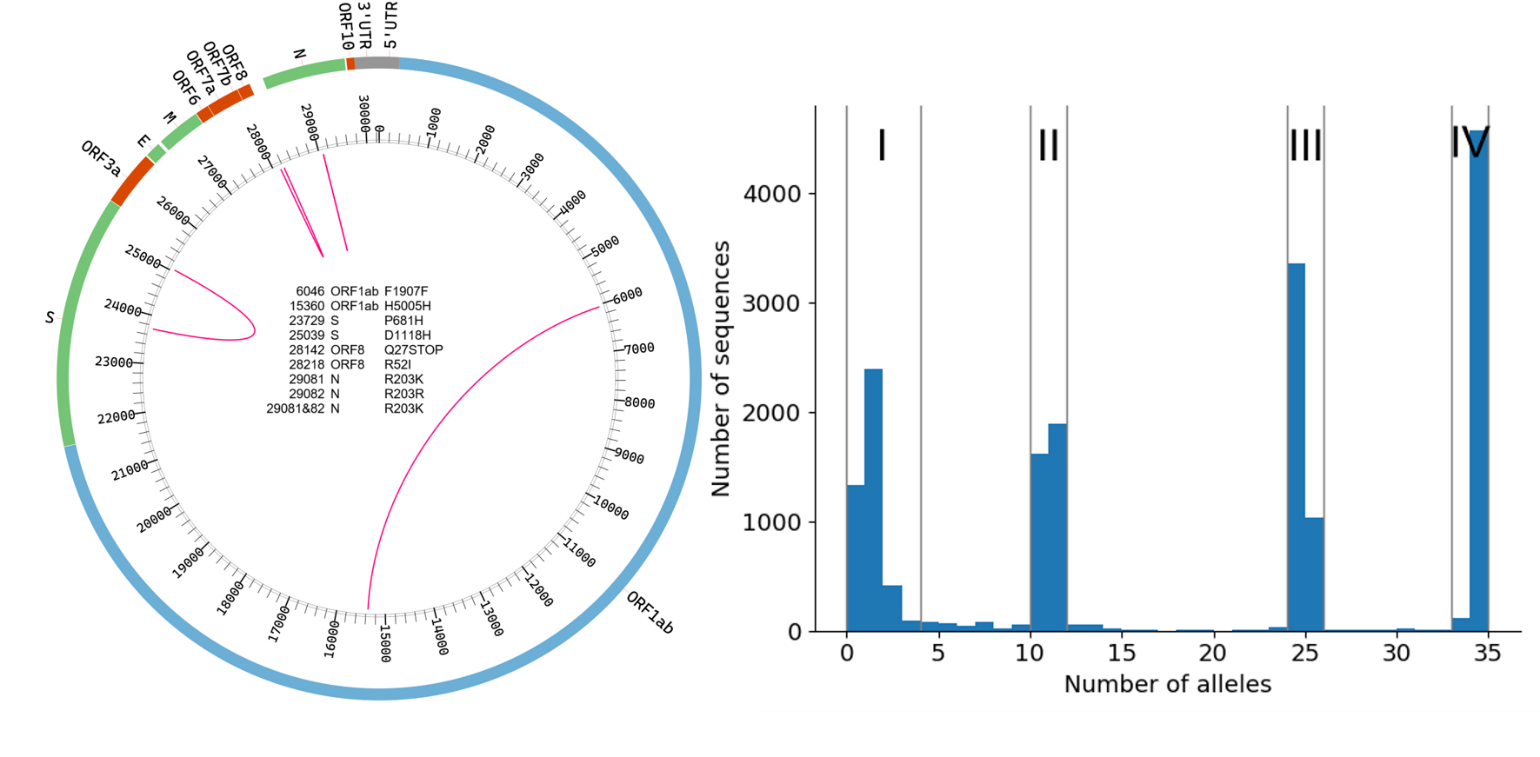 5'UTR
3'UTR
ORF10
N
ORF8
ORF7b
ORF7a
ORF6
M
E
ORF3a
S
ORF1ab
0
1000
2000
3000
4000
5000
6000
7000
8000
9000
10000
11000
12000
13000
14000
15000
16000
17000
18000
19000
20000
21000
22000
23000
24000
25000
26000
27000
28000
29000
30000
6046 ORF1ab F1907F
15360 ORF1ab H5005H
23729 S P681H
25039 S D1118H
28142 ORF8 Q27STOP
28218 ORF8 R52I
29081 N R203K
29082 N R203R
29081&82 N R203K
I II III IV
Number of sequences
4000
3000
2000
1000
0
0 5 10 15 20 25 30 35
Number of alleles